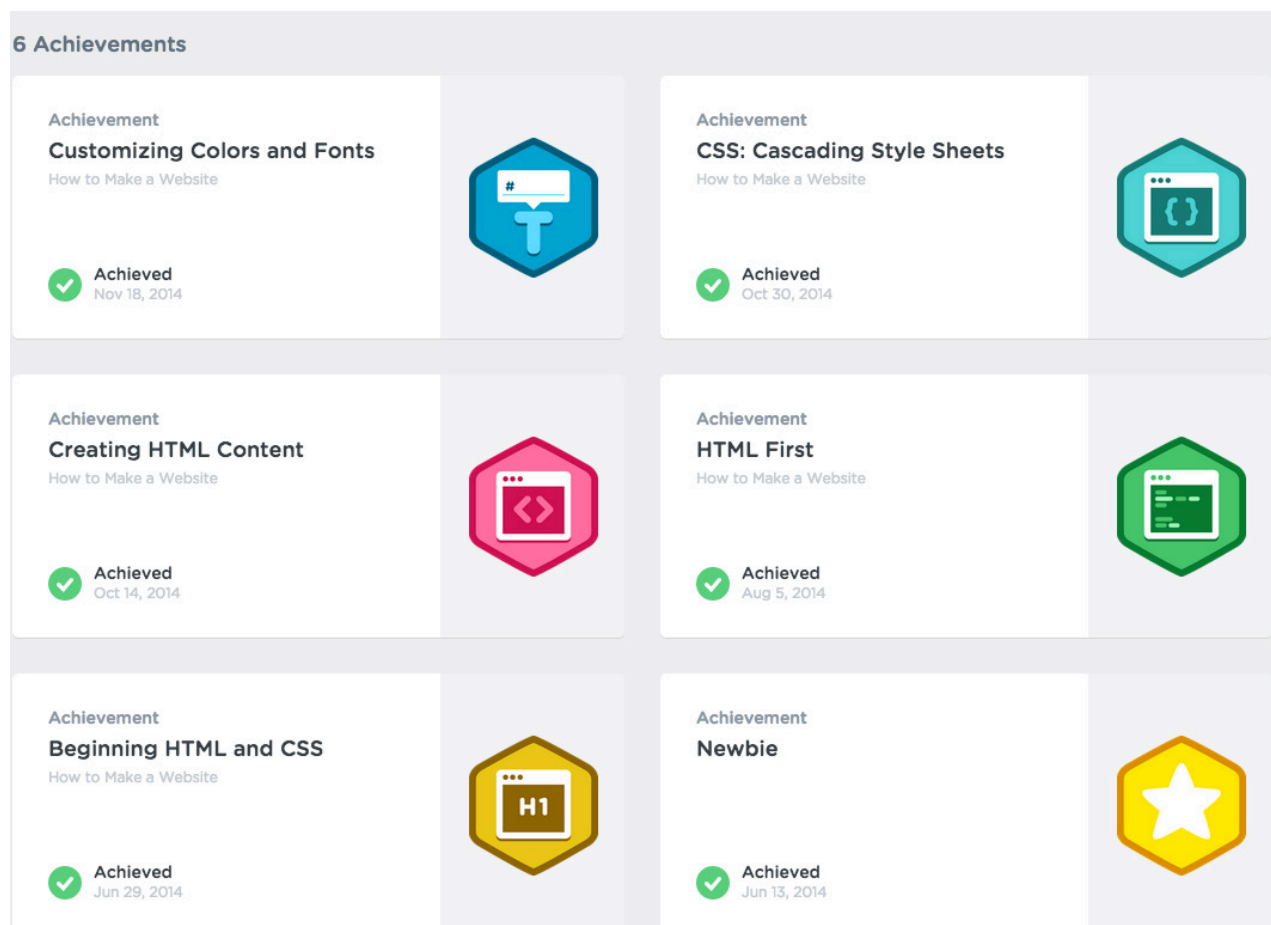 6 Achievements
Achievement
Customizing Colors and Fonts
How to Make a Website
#
T
Achieved
Nov 18, 2014
Achievement
CSS: Cascading Style Sheets
How to Make a Website
{}
Achieved
Oct 30, 2014
Achievement
Creating HTML Content
How to Make a Website
<>
Achieved
Oct 14, 2014
Achievement
HTML First
How to Make a Website
Achieved
Aug 5, 2014
Achievement
Beginning HTML and CSS
How to Make a Website
H1
Achieved
Jun 29, 2014
Achievement
Newbie
Achieved
Jun 13, 2014